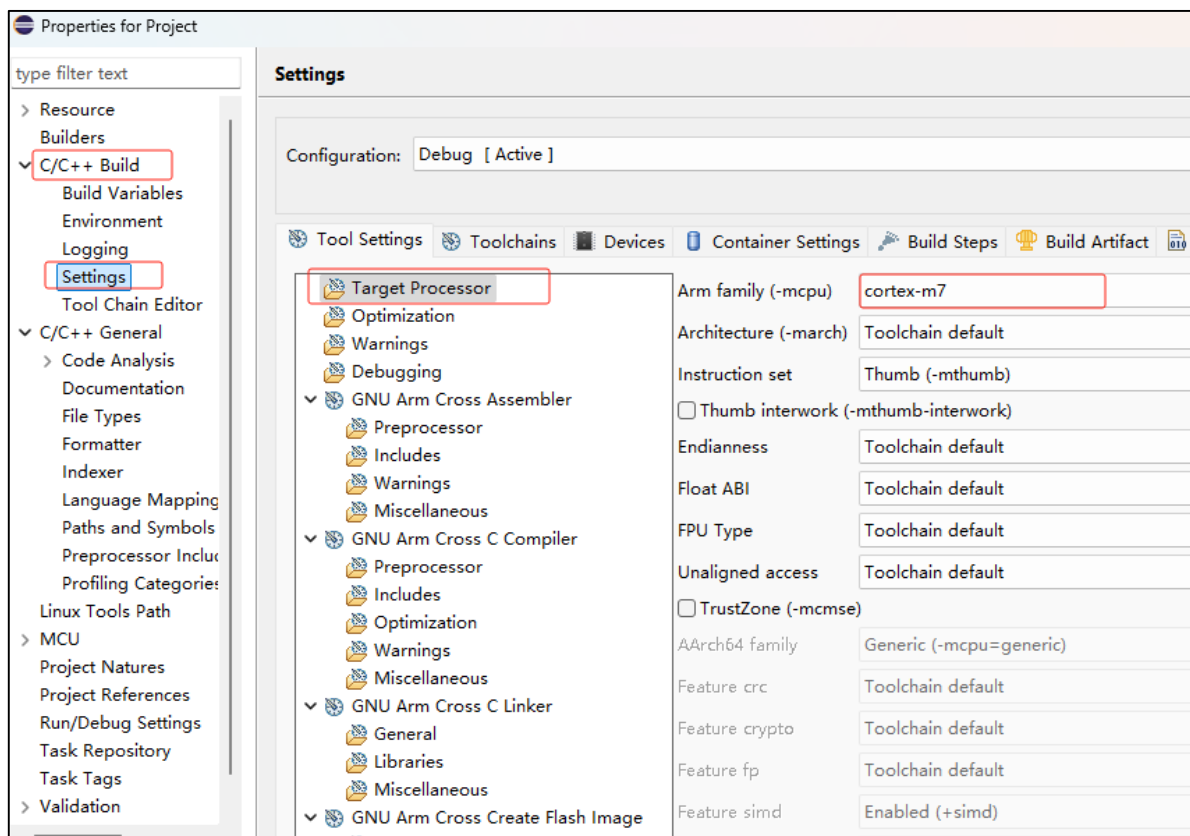 Properties for Project
type filter text
Resource
Builders
C/C++ Build
Build Variables
Environment
Logging
Settings
Tool Chain Editor
C/C++ General
Code Analysis
Documentation
File Types
Formatter
Indexer
Language Mapping
Paths and Symbols
Preprocessor Includ
Profiling Categories
Linux Tools Path
MCU
Project Natures
Project References
Run/Debug Settings
Task Repository
Task Tags
Validation
Settings
Configuration: Debug [ Active ]
Tool Settings Toolchains Devices Container Settings Build Steps Build Artifact
Target Processor
Optimization
Warnings
Debugging
GNU Arm Cross Assembler
Preprocessor
Includes
Warnings
Miscellaneous
GNU Arm Cross C Compiler
Preprocessor
Includes
Optimization
Warnings
Miscellaneous
GNU Arm Cross C Linker
General
Libraries
Miscellaneous
GNU Arm Cross Create Flash Image
Arm family (-mcpu) cortex-m7
Architecture (-march) Toolchain default
Instruction set Thumb (-mthumb)
Thumb interwork (-mthumb-interwork)
Endianness Toolchain default
Float ABI Toolchain default
FPU Type Toolchain default
Unaligned access Toolchain default
TrustZone (-mcmse)
AArch64 family Generic (-mcpu=generic)
Feature crc Toolchain default
Feature crypto Toolchain default
Feature fp Toolchain default
Feature simd Enabled (+simd)